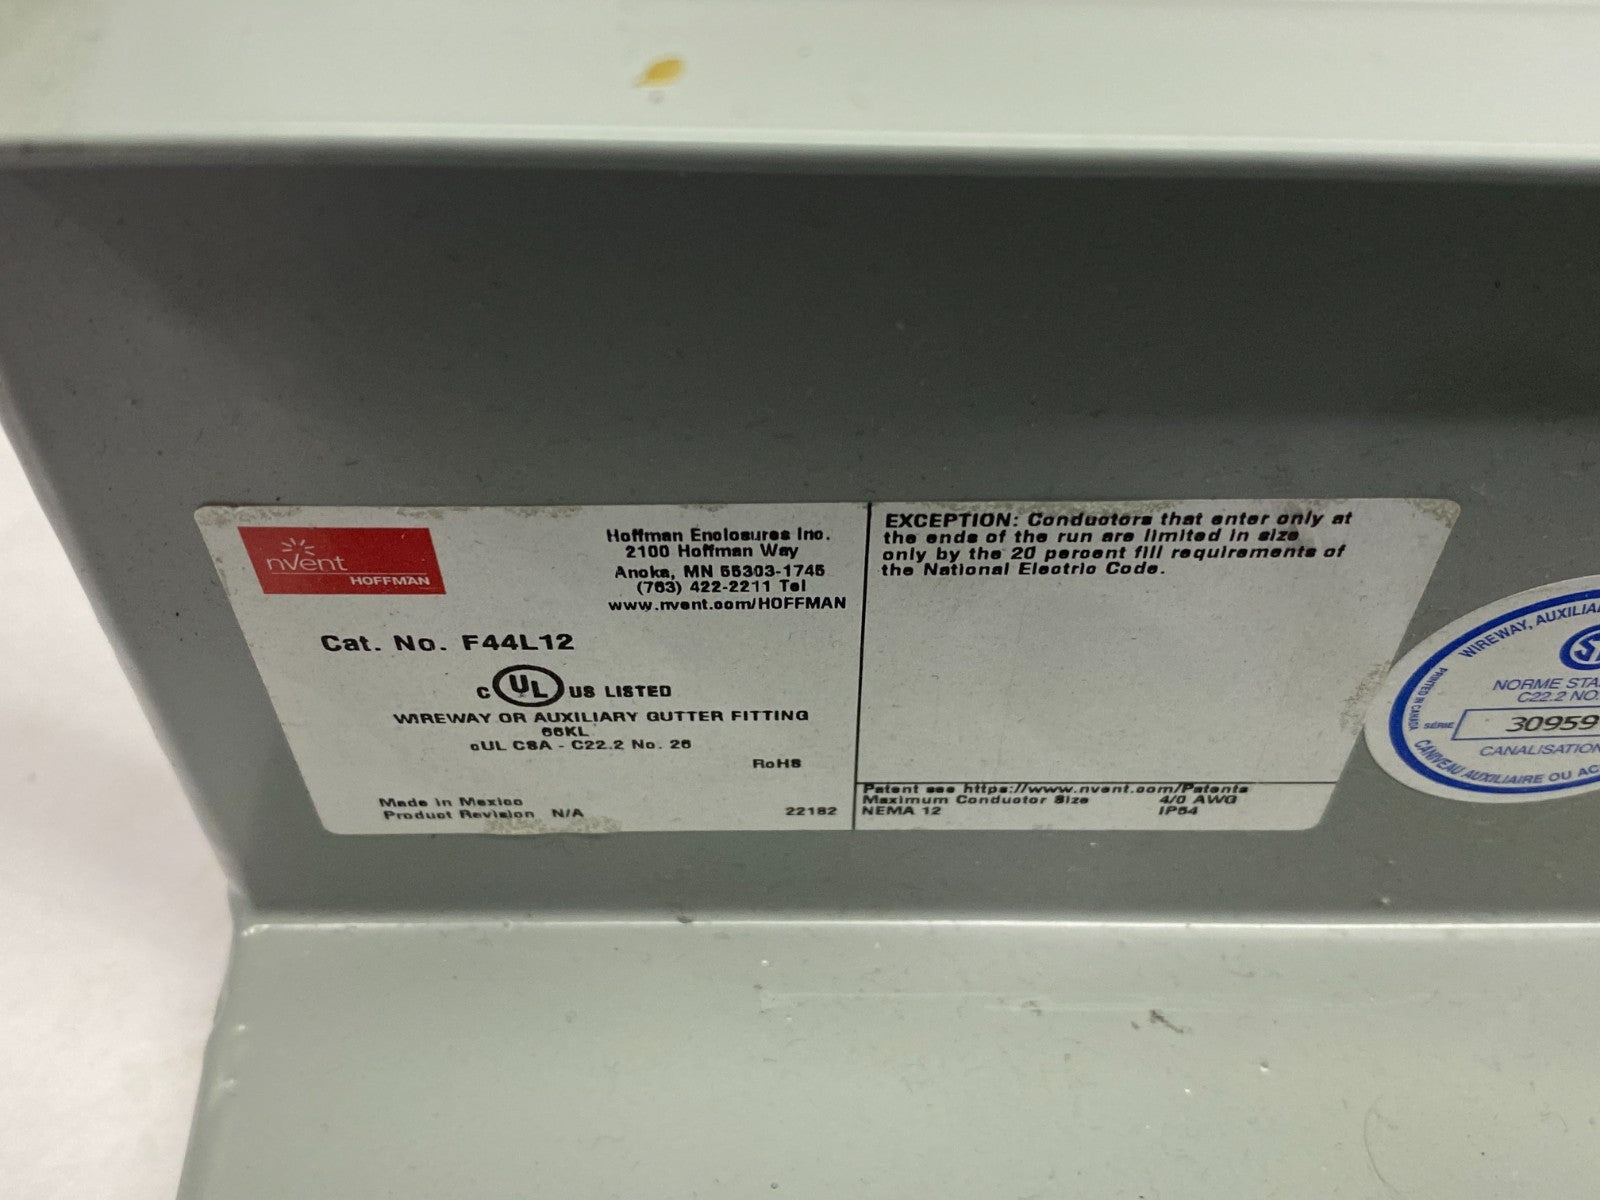 nvent
HOFFMAN
Hoffman Enclosures Inc.
2100 Hoffman Way
Anoka, MN 55303-1745
(763) 422-2211 Tel
www.nvent.com/HOFFMAN
Cat. No. F44L12
C UL US LISTED
WIREWAY OR AUXILIARY GUTTER FITTING
66KL
cUL CSA - C22.2 No. 26
RoHS
Made in Mexico
Product Revision N/A
22182
EXCEPTION: Conductors that enter only at
the ends of the run are limited in size
only by the 20 percent fill requirements of
the National Electric Code.
Patent see https://www.nvent.com/Patents
Maximum Conductor Size 4/0 AWG
NEMA 12 IP54
WIREWAY,
NORME
C22.2 NO.
PRINTED IN CANADA
SÉRIE
30959
CANIVEAU AUXILIAIRE OU